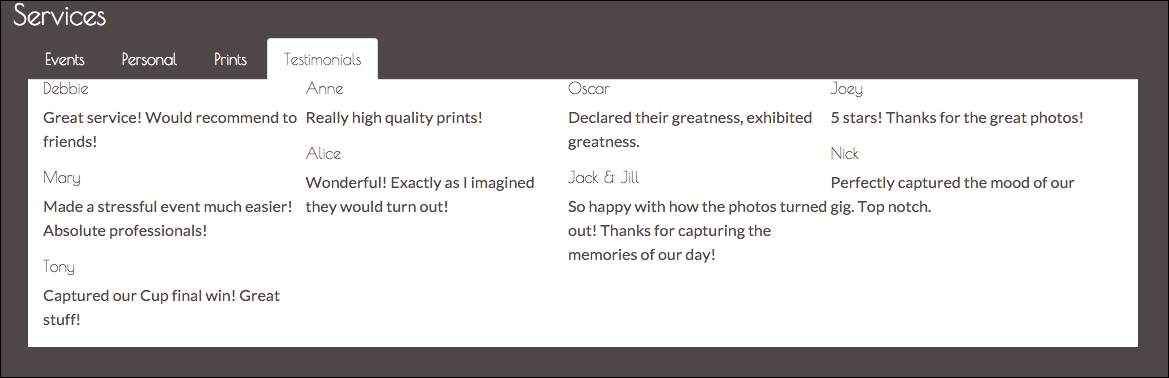 Services
Events
Personal
Prints
Testimonials
Debbie
Great service! Would recommend to
friends!
Mary
Made a stressful event much easier!
Absolute professionals!
Tony
Captured our Cup final win! Great
stuff!
Anne
Really high quality prints!
Alice
Wonderful! Exactly as I imagined
they would turn out!
Oscar
Declared their greatness, exhibited
greatness.
Jack & Jill
So happy with how the photos turned
out! Thanks for capturing the
memories of our day!
Joey
5 stars! Thanks for the great photos!
Nick
Perfectly captured the mood of our
gig. Top notch.